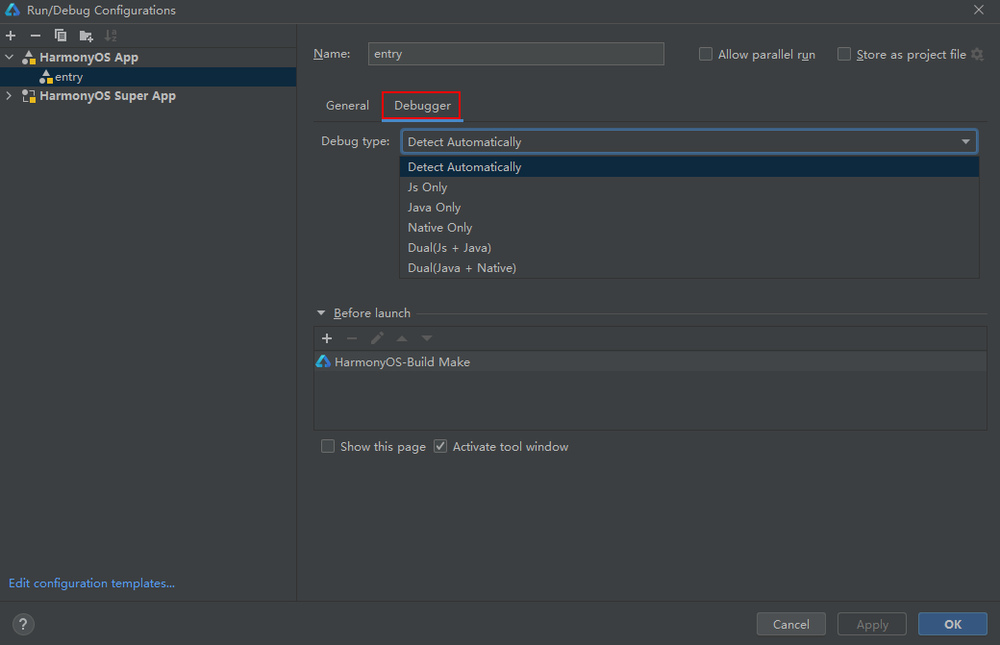 Run/Debug Configurations
HarmonyOS App
entry
HarmonyOS Super App
Name: entry
Allow parallel run
Store as project file
General
Debugger
Debug type: Detect Automatically
Detect Automatically
Js Only
Java Only
Native Only
Dual(Js + Java)
Dual(Java + Native)
Before launch
HarmonyOS-Build Make
Show this page
Activate tool window
Edit configuration templates...
?
Cancel
Apply
OK